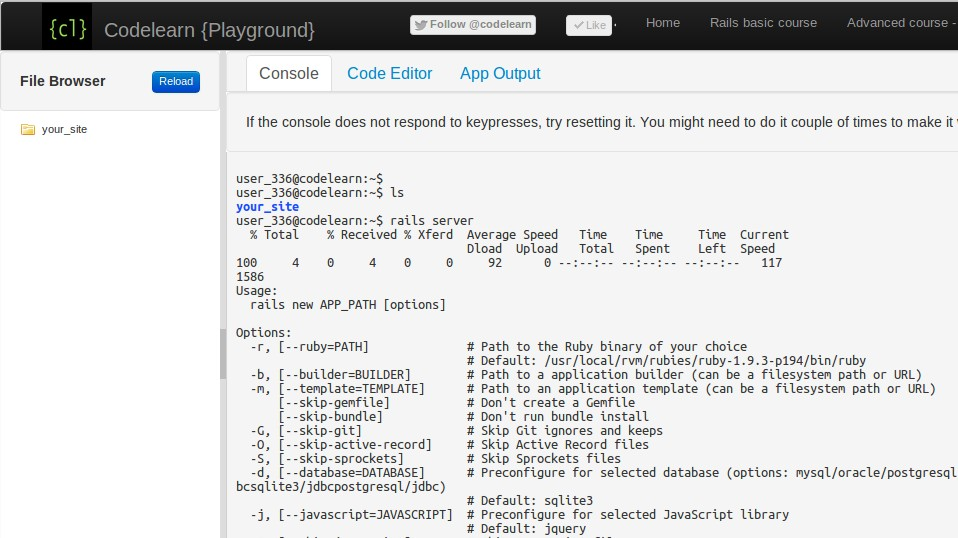 {cl} Codelearn {Playground} Follow @codelearn Like Home Rails basic course Advanced course -
File Browser Reload Console Code Editor App Output
your_site
If the console does not respond to keypresses, try resetting it. You might need to do it couple of times to make it
user_336@codelearn:~$
user_336@codelearn:~$ ls
your_site
user_336@codelearn:~$ rails server
  % Total    % Received % Xferd  Average Speed   Time    Time     Time  Current
                                 Dload  Upload   Total   Spent    Left  Speed
100     4    0     4    0     0     92      0 --:--:-- --:--:-- --:--:--   117
1586
Usage:
  rails new APP_PATH [options]
Options:
  -r, [--ruby=PATH]              # Path to the Ruby binary of your choice
                                 # Default: /usr/local/rvm/rubies/ruby-1.9.3-p194/bin/ruby
  -b, [--builder=BUILDER]        # Path to a application builder (can be a filesystem path or URL)
  -m, [--template=TEMPLATE]      # Path to an application template (can be a filesystem path or URL)
      [--skip-gemfile]           # Don't create a Gemfile
      [--skip-bundle]            # Don't run bundle install
  -G, [--skip-git]               # Skip Git ignores and keeps
  -O, [--skip-active-record]     # Skip Active Record files
  -S, [--skip-sprockets]         # Skip Sprockets files
  -d, [--database=DATABASE]      # Preconfigure for selected database (options: mysql/oracle/postgresql
bcsqlite3/jdbcpostgresql/jdbc)
                                 # Default: sqlite3
  -j, [--javascript=JAVASCRIPT]  # Preconfigure for selected JavaScript library
                                 # Default: jquery